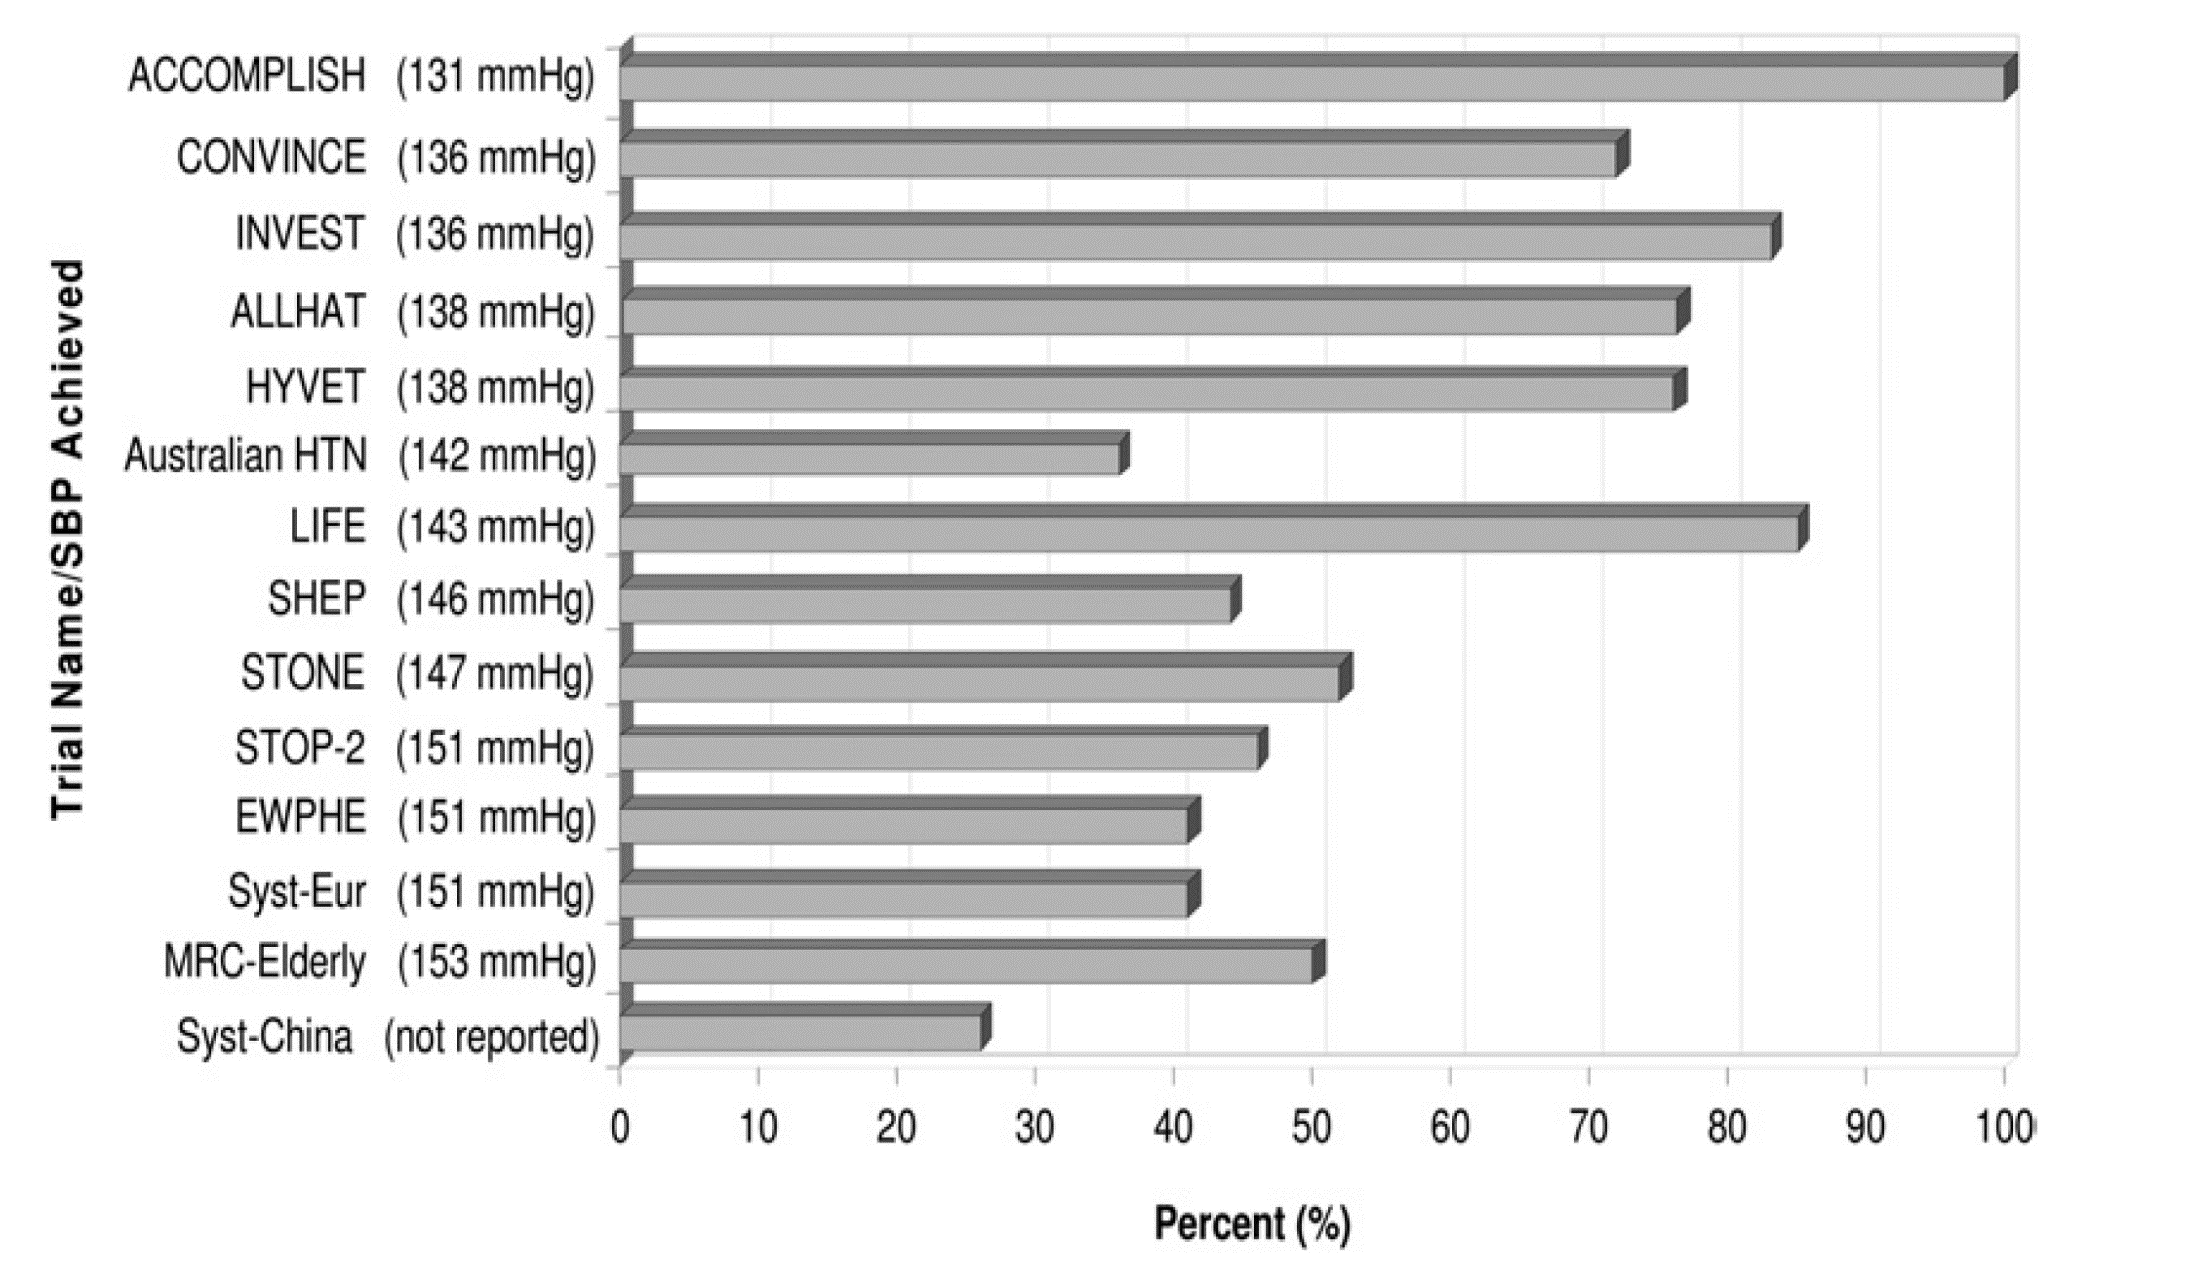 Trial Name/SBP Achieved
ACCOMPLISH (131 mmHg)
CONVINCE (136 mmHg)
INVEST (136 mmHg)
ALLHAT (138 mmHg)
HYVET (138 mmHg)
Australian HTN (142 mmHg)
LIFE (143 mmHg)
SHEP (146 mmHg)
STONE (147 mmHg)
STOP-2 (151 mmHg)
EWPHE (151 mmHg)
Syst-Eur (151 mmHg)
MRC-Elderly (153 mmHg)
Syst-China (not reported)
0 10 20 30 40 50 60 70 80 90 100
Percent (%)